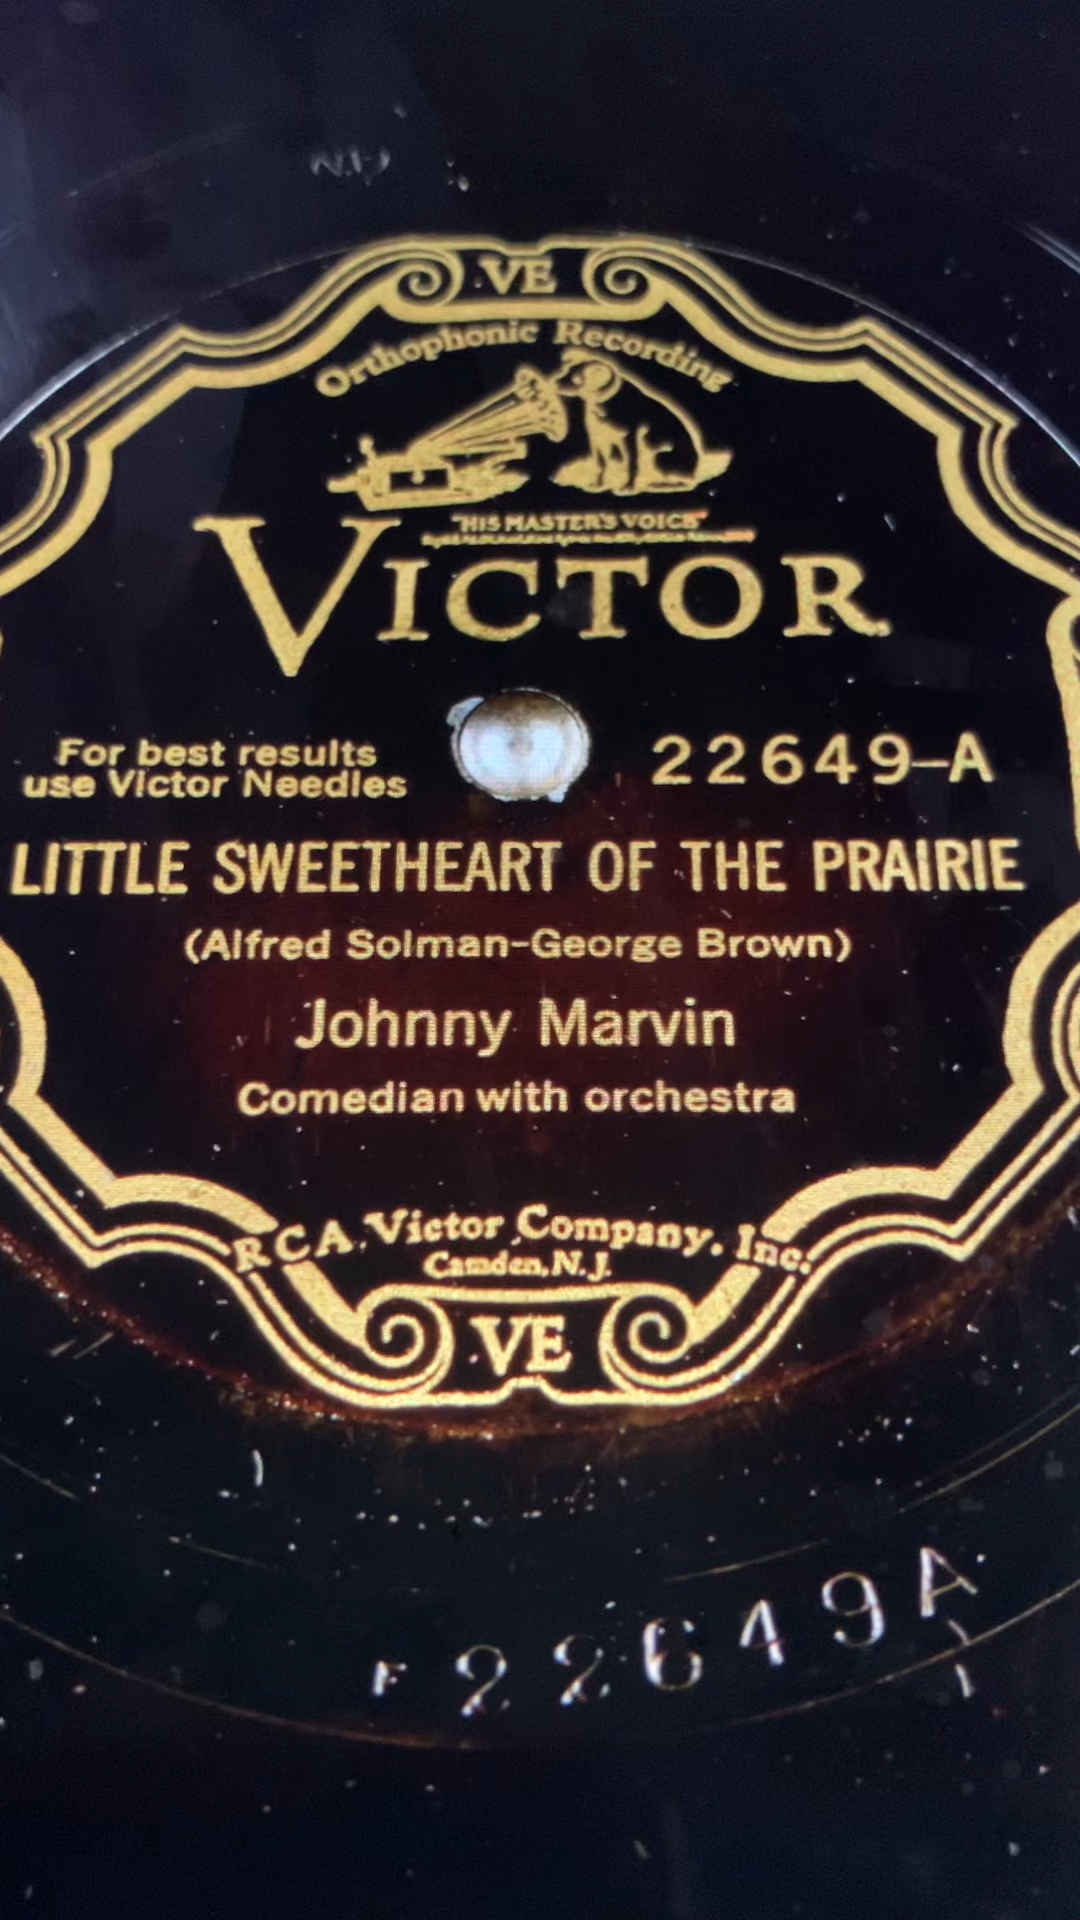 VE
Orthophonic Recording
"HIS MASTER'S VOICE"
VICTOR
For best results
use Victor Needles
22649-A
LITTLE SWEETHEART OF THE PRAIRIE
(Alfred Solman-George Brown)
Johnny Marvin
Comedian with orchestra
RCA Victor Company, Inc.
Camden, N.J.
VE
F 22649A